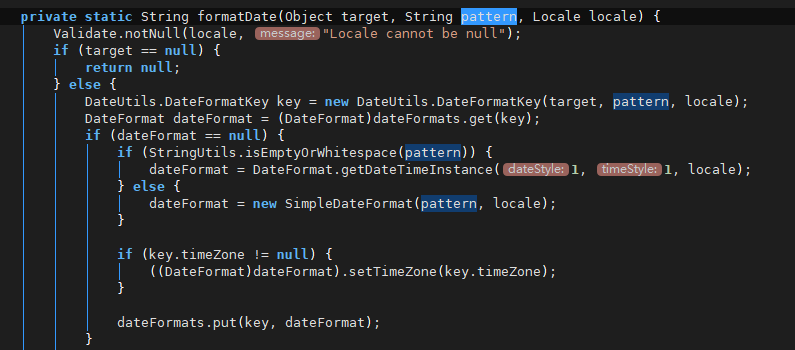 private static String formatDate(Object target, String pattern, Locale locale) {
Validate.notNull(locale, message: "Locale cannot be null");
if (target == null) {
return null;
} else {
DateUtils.DateFormatKey key = new DateUtils.DateFormatKey(target, pattern, locale);
DateFormat dateFormat = (DateFormat)dateFormats.get(key);
if (dateFormat == null) {
if (StringUtils.isEmptyOrWhitespace(pattern)) {
dateFormat = DateFormat.getDateTimeInstance( dateStyle: 1, timeStyle: 1, locale);
} else {
dateFormat = new SimpleDateFormat(pattern, locale);
}
if (key.timeZone != null) {
((DateFormat)dateFormat).setTimeZone(key.timeZone);
}
dateFormats.put(key, dateFormat);
}